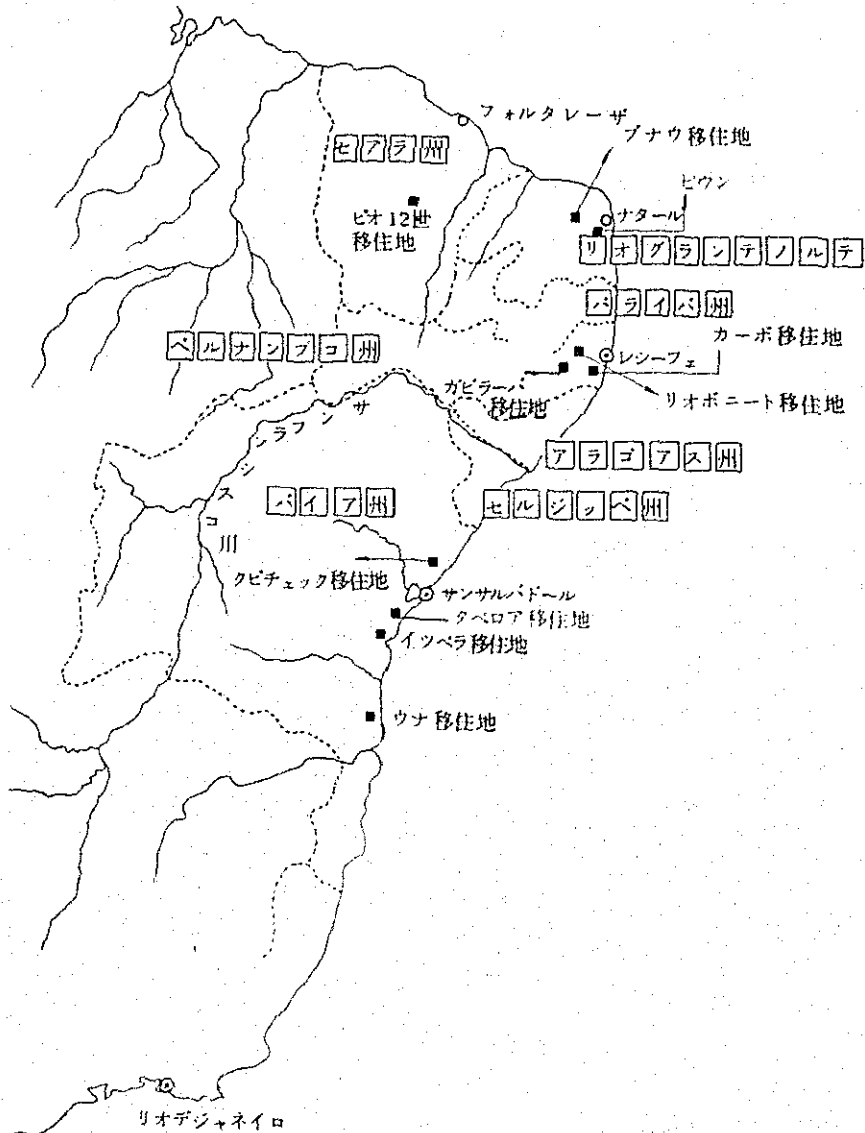 フォルタレーザ
プナウ移住地
セアラ州
ピウン
ピオ12世
移住地
ナタール
リオグランテノルテ
パライバ州
カーボ移住地
ペルナンブコ州
レシーフェ
ガビラーバ
移住地
リオボニート移住地
サンフランシスコ川
アラゴアス州
バイア州
セルジッペ州
クビチェック移住地
サンサルバドール
タペロア移住地
イツベラ移住地
ウナ移住地
リオデジャネイロ